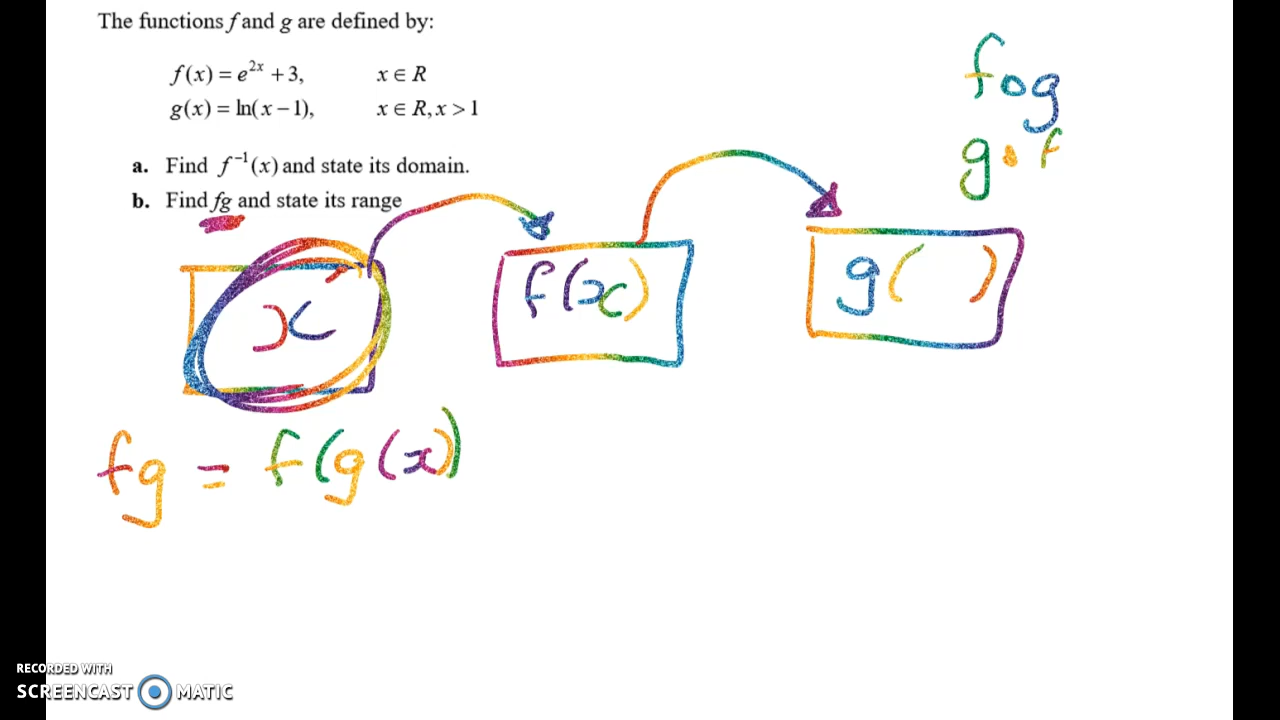 The functions f and g are defined by:
f(x) = e²ˣ + 3, x ∈ R
g(x) = ln(x − 1), x ∈ R, x > 1
a. Find f⁻¹(x) and state its domain.
b. Find fg and state its range
fog
g∘f
x
f(x)
g( )
fg = f(g(x)
RECORDED WITH
SCREENCAST MATIC